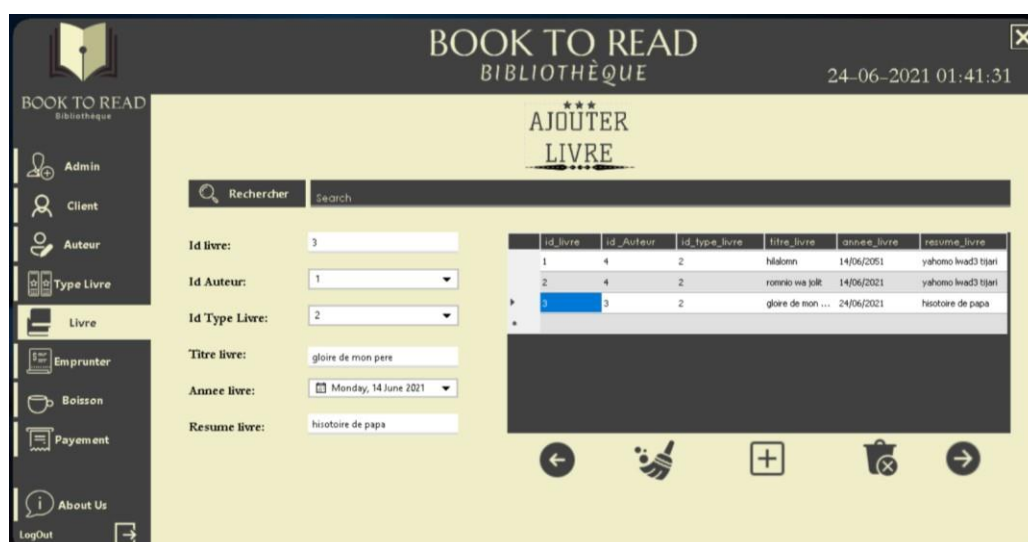 BOOK TO READ
BIBLIOTHÈQUE
24-06-2021 01:41:31
BOOK TO READ
Bibliothèque
Admin
Client
Auteur
Type Livre
Livre
Emprunter
Boisson
Payement
About Us
LogOut
AJOUTER
LIVRE
Rechercher
Search
Id livre: 3
Id Auteur: 1
Id Type Livre: 2
Titre livre: gloire de mon pere
Annee livre: Monday, 14 June 2021
Resume livre: hisotoire de papa
id_livre id_Auteur id_type_livre titre_livre annee_livre resume_livre
1 4 2 hilalomn 14/06/2051 yahomo lwad3 tijari
2 4 2 romnio wa jolit 14/06/2021 yahomo lwad3 tijari
3 3 2 gloire de mon ... 24/06/2021 hisotoire de papa